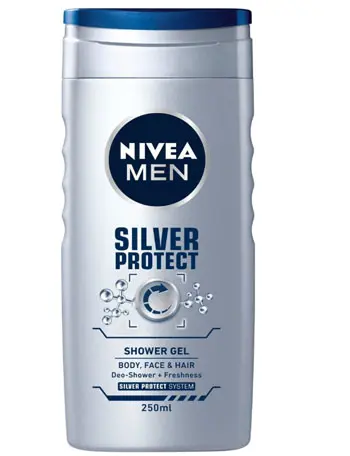 NIVEA
MEN
SILVER
PROTECT
SHOWER GEL
BODY, FACE & HAIR
Deo-Shower + Freshness
SILVER PROTECT SYSTEM
250ml